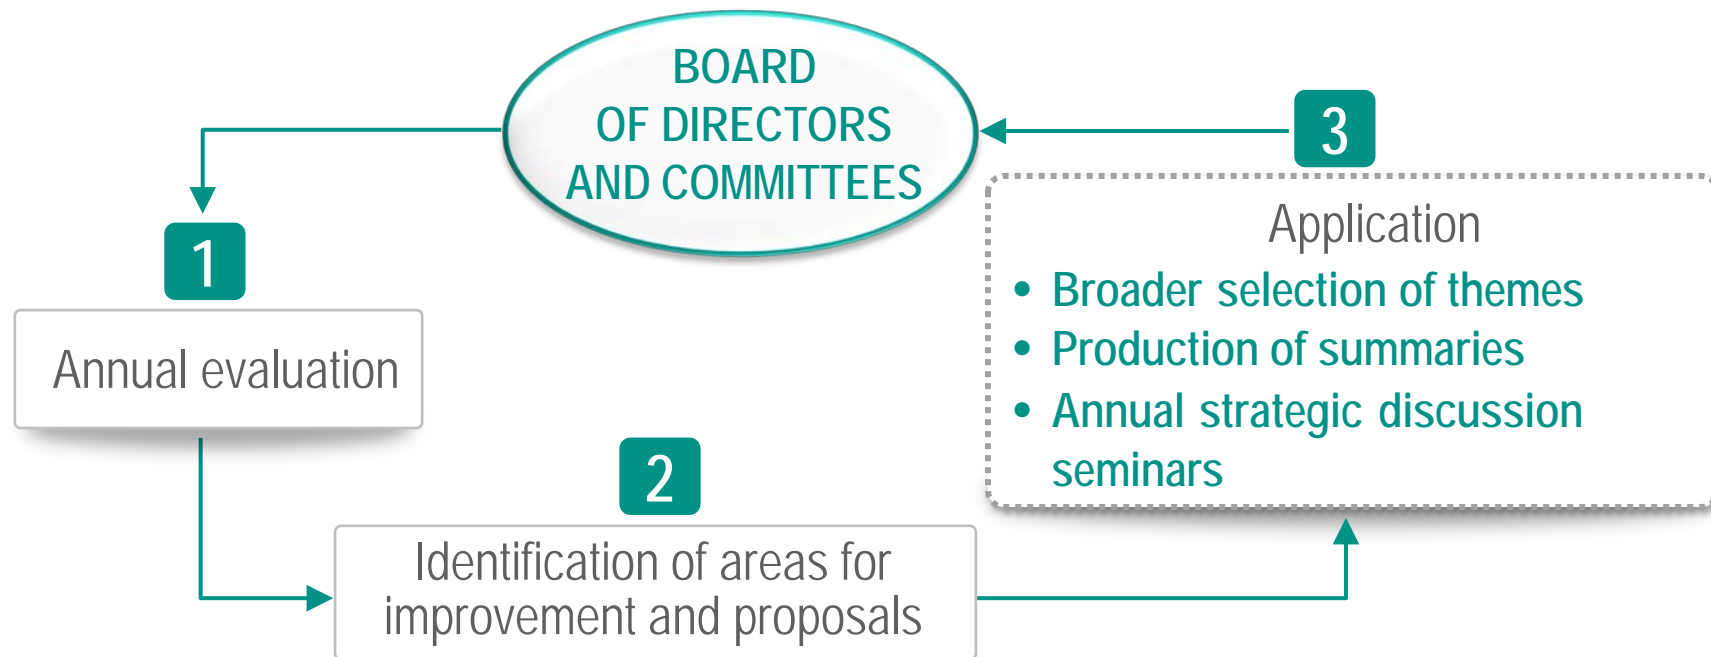 BOARD
OF DIRECTORS
AND COMMITTEES
1
Annual evaluation
2
Identification of areas for
improvement and proposals
3
Application
• Broader selection of themes
• Production of summaries
• Annual strategic discussion
seminars